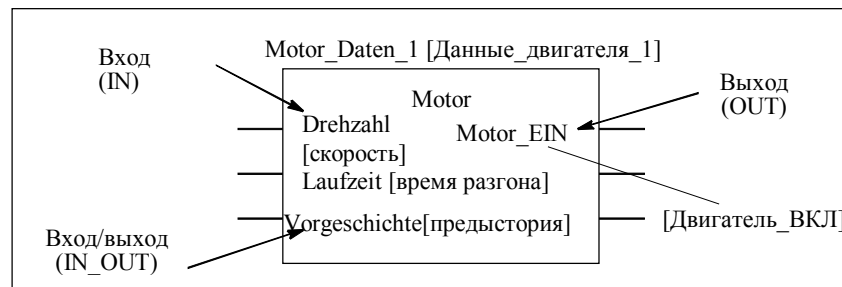 Motor_Daten_1 [Данные_двигателя_1]
Вход
(IN)
Выход
(OUT)
Motor
Drehzahl
[скорость]
Motor_EIN
Laufzeit [время разгона]
Vorgeschichte[предыстория]
[Двигатель_ВКЛ]
Вход/выход
(IN_OUT)